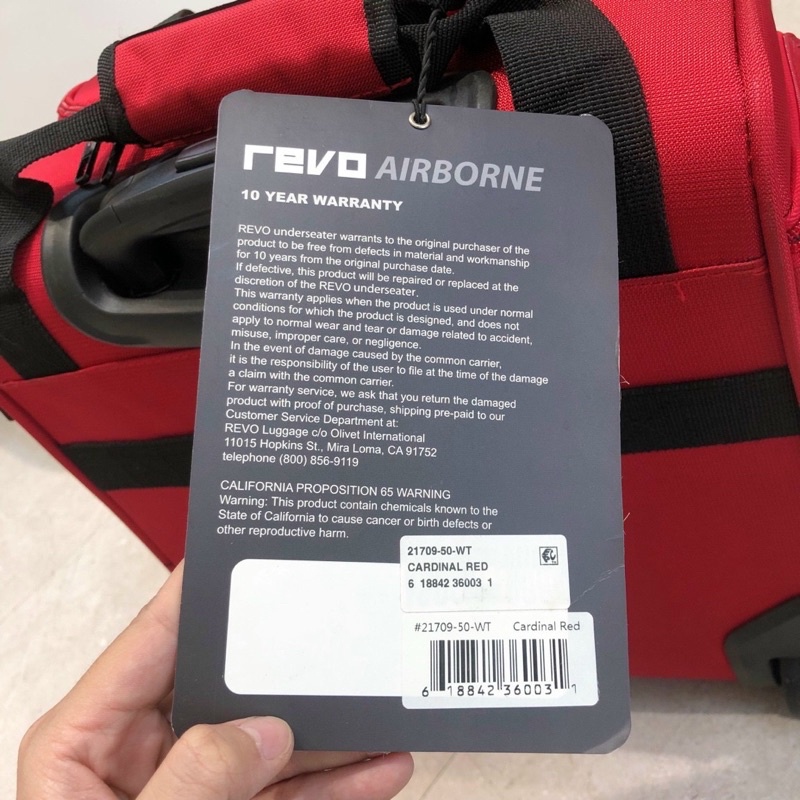 revo AIRBORNE
10 YEAR WARRANTY
REVO underseater warrants to the original purchaser of the
product to be free from defects in material and workmanship
for 10 years from the original purchase date.
If defective, this product will be repaired or replaced at the
discretion of the REVO underseater.
This warranty applies when the product is used under normal
conditions for which the product is designed, and does not
apply to normal wear and tear or damage related to accident,
misuse, improper care, or negligence.
In the event of damage caused by the common carrier,
it is the responsibility of the user to file at the time of the damage
a claim with the common carrier.
For warranty service, we ask that you return the damaged
product with proof of purchase, shipping pre-paid to our
Customer Service Department at:
REVO Luggage c/o Olivet International
11015 Hopkins St., Mira Loma, CA 91752
telephone (800) 856-9119
CALIFORNIA PROPOSITION 65 WARNING
Warning: This product contain chemicals known to the
State of California to cause cancer or birth defects or
other reproductive harm.
21709-50-WT
CARDINAL RED
6 18842 36003 1
#21709-50-WT Cardinal Red
6 18842 36003 1